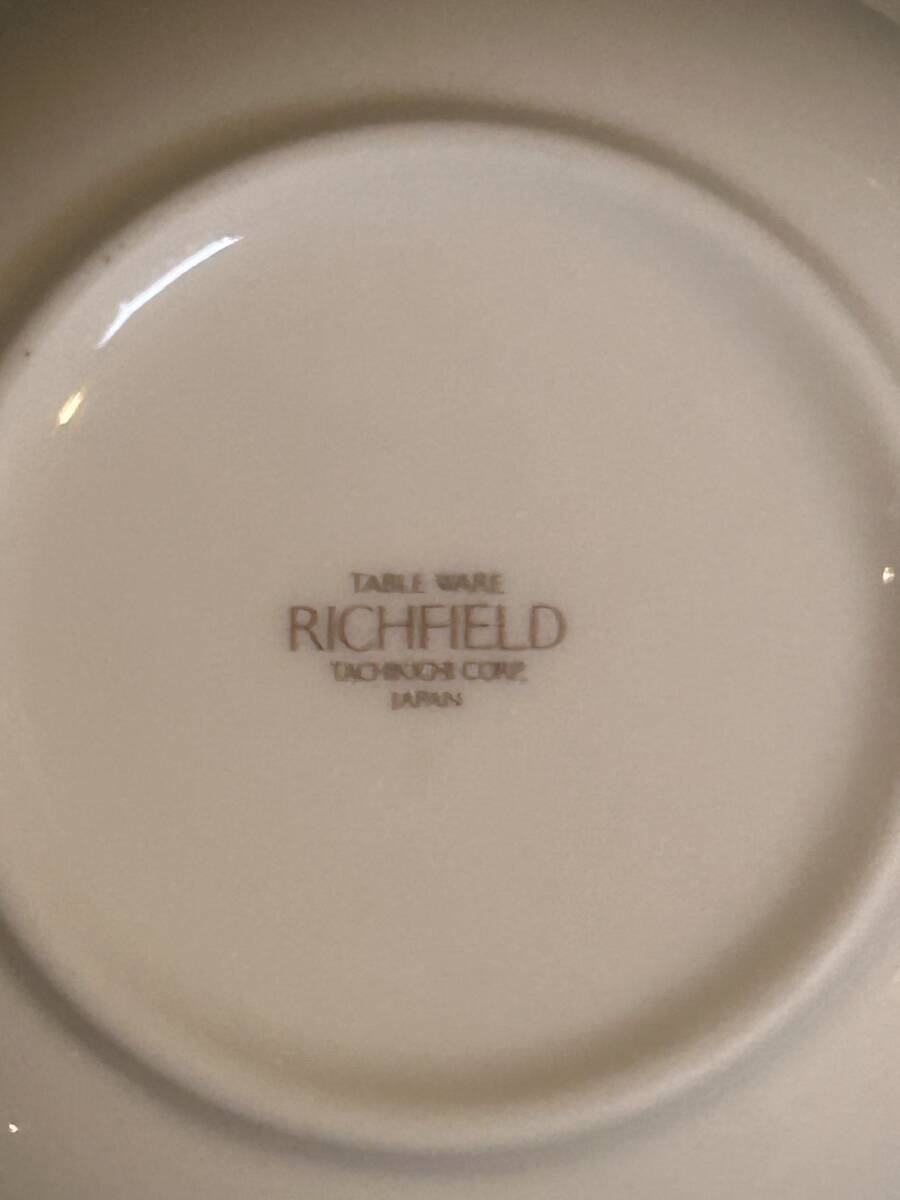 TABLE WARE
RICHFIELD
TACHIKICHI CORP.
JAPAN